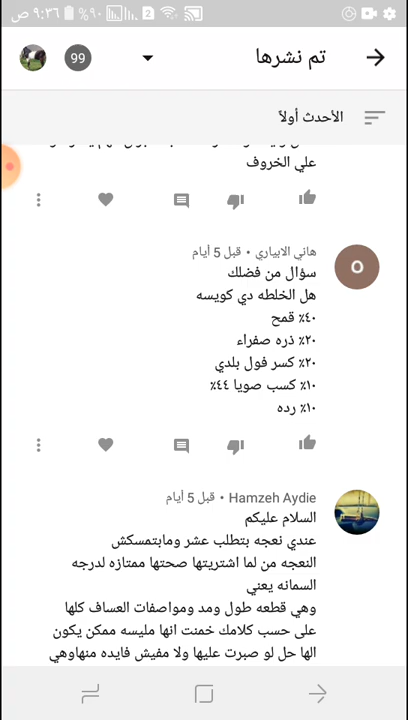 ٩:٣٦ ص
٩٠%
2
تم نشرها
99
الأحدث أولاً
علي الخروف
هاني الابياري • قبل 5 أيام
سؤال من فضلك
هل الخلطه دي كويسه
٤٠٪ قمح
٢٠٪ ذره صفراء
٢٠٪ كسر فول بلدي
١٠٪ كسب صويا ٤٤٪
١٠٪ رده
Hamzeh Aydie • قبل 5 أيام
السلام عليكم
عندي نعجه بتطلب عشر ومابتمسكش
النعجه من لما اشتريتها صحتها ممتازه لدرجه
السمانه يعني
وهي قطعه طول ومد ومواصفات العساف كلها
على حسب كلامك خمنت انها مليسه ممكن يكون
الها حل لو صبرت عليها ولا مفيش فايده منهاوهي